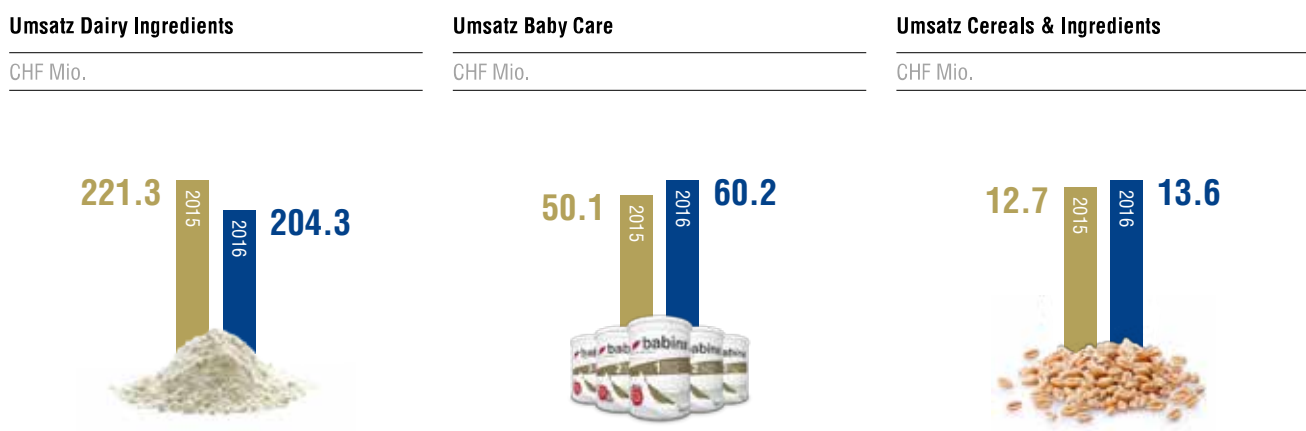 Umsatz Dairy Ingredients
CHF Mio.
221.3
2015
2016
204.3
Umsatz Baby Care
CHF Mio.
50.1
2015
2016
60.2
babina
Umsatz Cereals & Ingredients
CHF Mio.
12.7
2015
2016
13.6